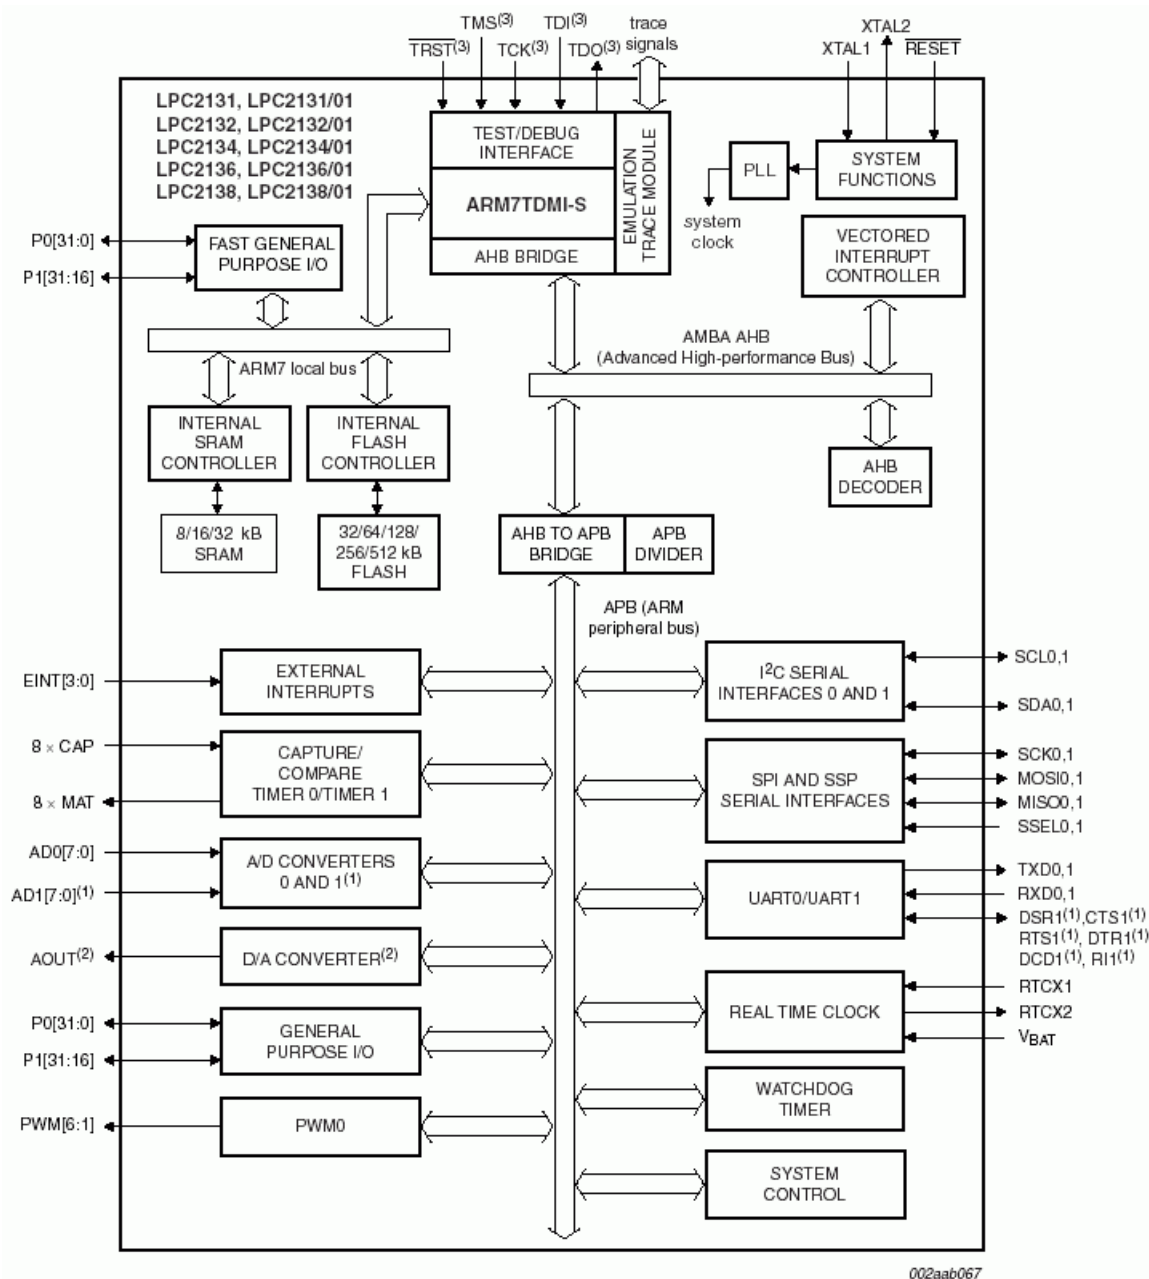 TMS(3)
TDI(3)
trace
signals
XTAL2
TRST(3)
TCK(3)
TDO(3)
XTAL1
RESET
LPC2131, LPC2131/01
LPC2132, LPC2132/01
LPC2134, LPC2134/01
LPC2136, LPC2136/01
LPC2138, LPC2138/01
TEST/DEBUG
INTERFACE
ARM7TDMI-S
AHB BRIDGE
EMULATION
TRACE MODULE
PLL
SYSTEM
FUNCTIONS
system
clock
VECTORED
INTERRUPT
CONTROLLER
P0[31:0]
P1[31:16]
FAST GENERAL
PURPOSE I/O
ARM7 local bus
AMBA AHB
(Advanced High-performance Bus)
INTERNAL
SRAM
CONTROLLER
INTERNAL
FLASH
CONTROLLER
AHB
DECODER
8/16/32 kB
SRAM
32/64/128/
256/512 kB
FLASH
AHB TO APB
BRIDGE
APB
DIVIDER
APB (ARM
peripheral bus)
EINT[3:0]
EXTERNAL
INTERRUPTS
I2C SERIAL
INTERFACES 0 AND 1
SCL0,1
SDA0,1
8 × CAP
8 × MAT
CAPTURE/
COMPARE
TIMER 0/TIMER 1
SPI AND SSP
SERIAL INTERFACES
SCK0,1
MOSI0,1
MISO0,1
SSEL0,1
AD0[7:0]
AD1[7:0](1)
A/D CONVERTERS
0 AND 1(1)
UART0/UART1
TXD0,1
RXD0,1
DSR1(1),CTS1(1)
RTS1(1), DTR1(1)
DCD1(1), RI1(1)
AOUT(2)
D/A CONVERTER(2)
REAL TIME CLOCK
RTCX1
RTCX2
VBAT
P0[31:0]
P1[31:16]
GENERAL
PURPOSE I/O
WATCHDOG
TIMER
PWM[6:1]
PWM0
SYSTEM
CONTROL
002aab067